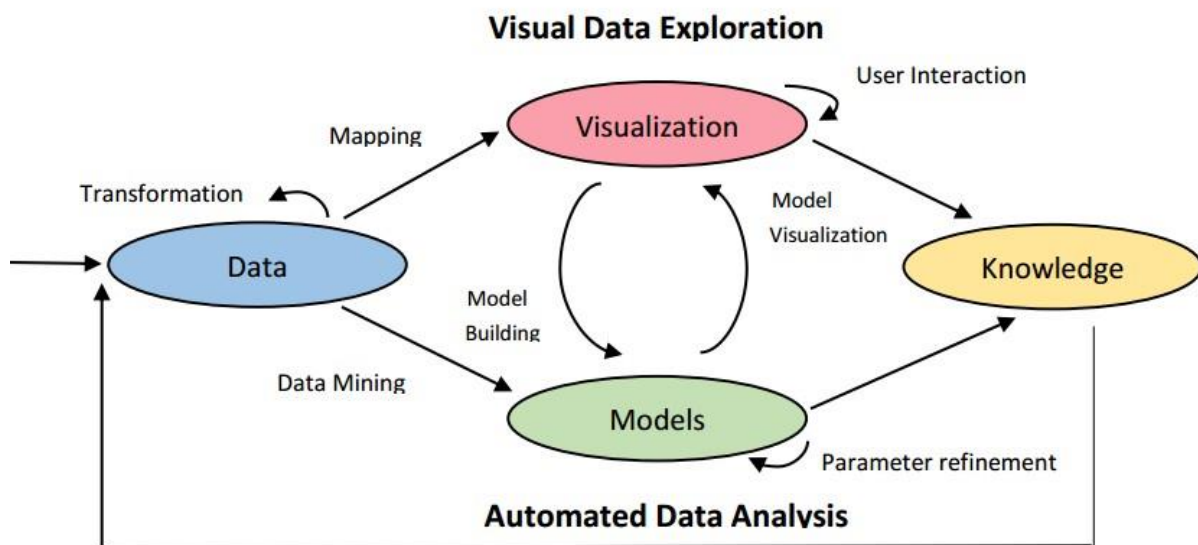 Visual Data Exploration
User Interaction
Visualization
Mapping
Transformation
Model
Visualization
Data
Knowledge
Model
Building
Data Mining
Models
Parameter refinement
Automated Data Analysis